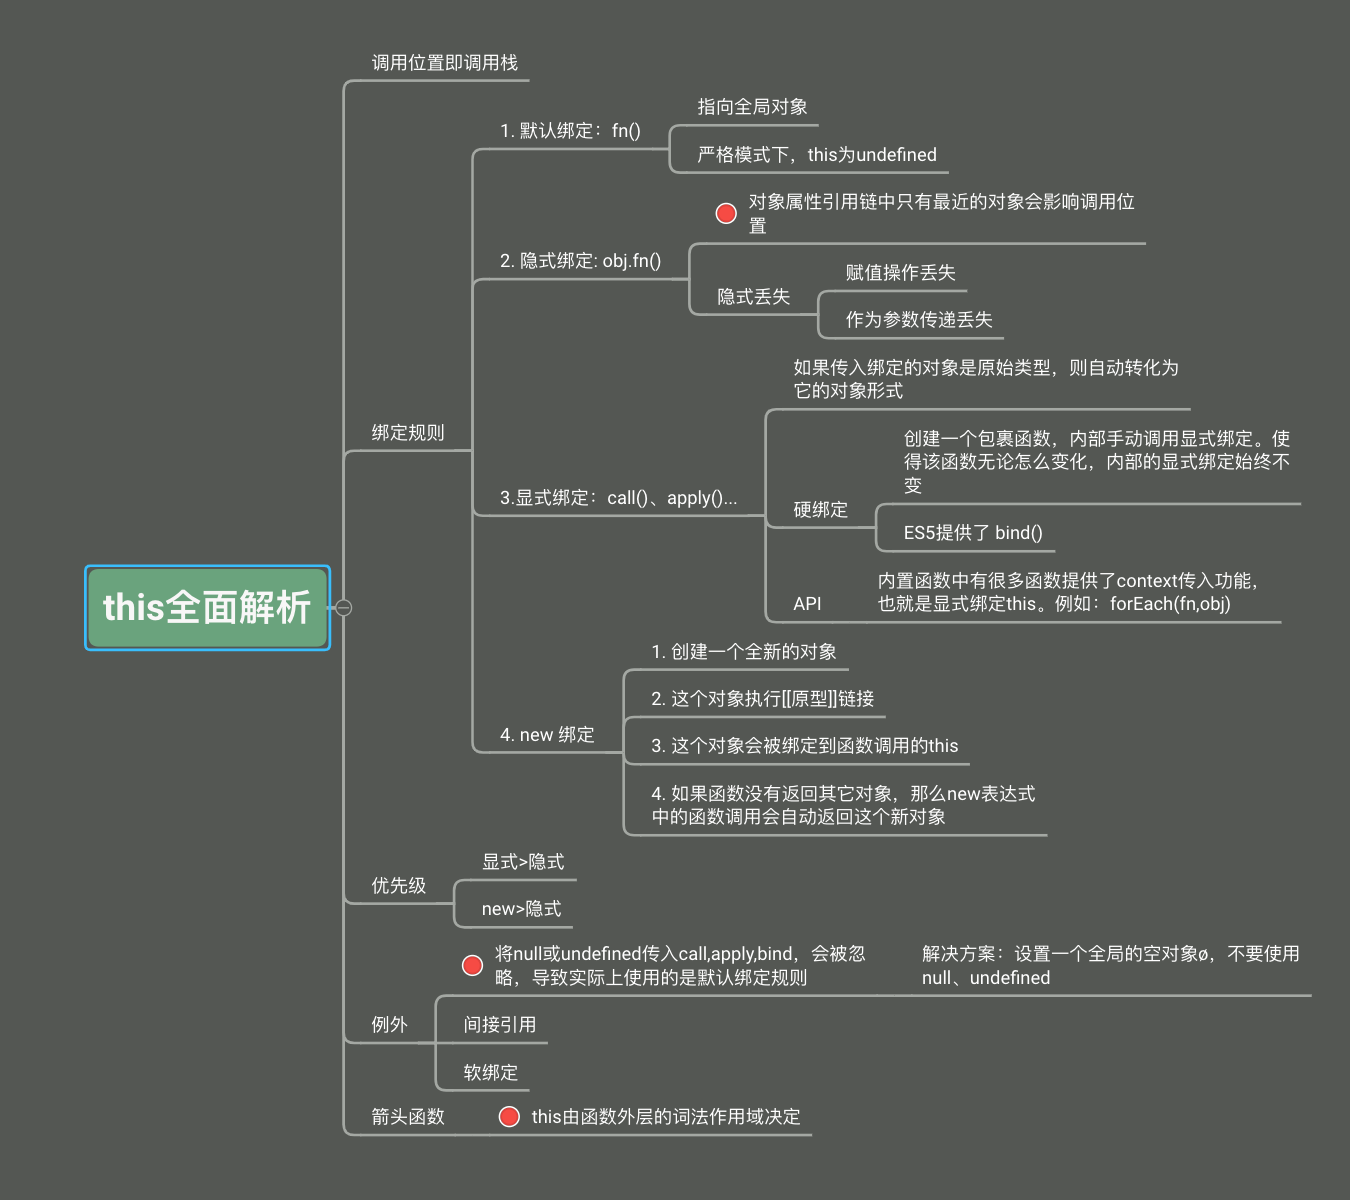 this全面解析
调用位置即调用栈
绑定规则
1. 默认绑定：fn()
指向全局对象
严格模式下，this为undefined
2. 隐式绑定: obj.fn()
对象属性引用链中只有最近的对象会影响调用位
置
隐式丢失
赋值操作丢失
作为参数传递丢失
3.显式绑定：call()、apply()...
如果传入绑定的对象是原始类型，则自动转化为
它的对象形式
硬绑定
创建一个包裹函数，内部手动调用显式绑定。使
得该函数无论怎么变化，内部的显式绑定始终不
变
ES5提供了 bind()
API
内置函数中有很多函数提供了context传入功能，
也就是显式绑定this。例如：forEach(fn,obj)
4. new 绑定
1. 创建一个全新的对象
2. 这个对象执行[[原型]]链接
3. 这个对象会被绑定到函数调用的this
4. 如果函数没有返回其它对象，那么new表达式
中的函数调用会自动返回这个新对象
优先级
显式>隐式
new>隐式
例外
将null或undefined传入call,apply,bind，会被忽
略，导致实际上使用的是默认绑定规则
解决方案：设置一个全局的空对象ø，不要使用
null、undefined
间接引用
软绑定
箭头函数
this由函数外层的词法作用域决定